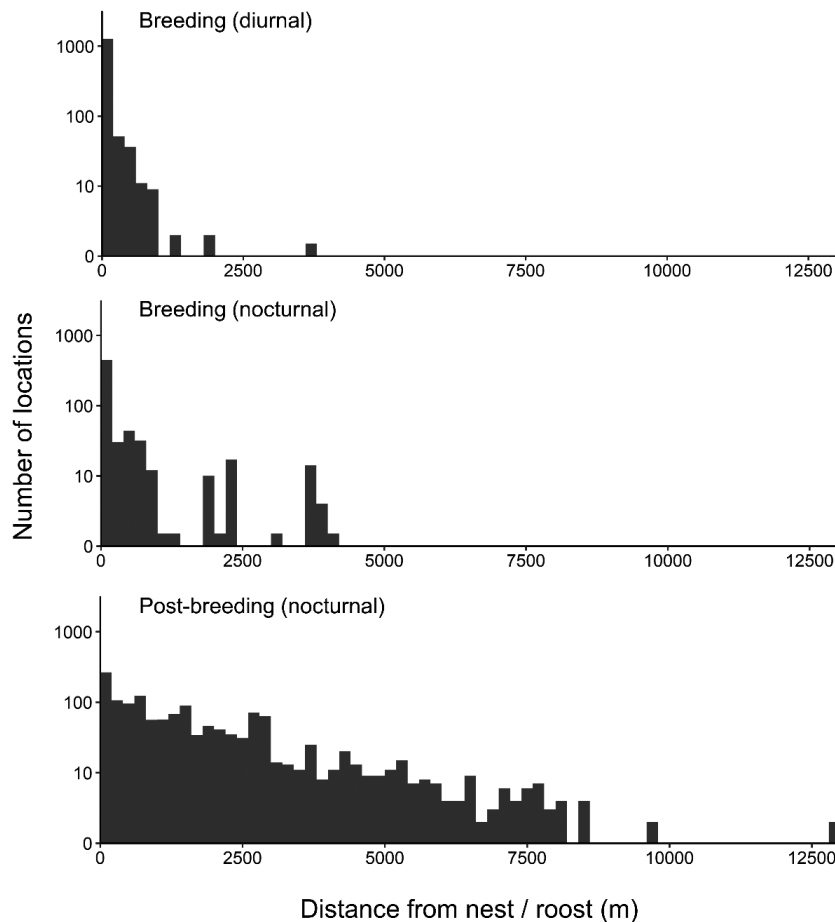 Breeding (diurnal)
1000
100
10
0
0 2500 5000 7500 10000 12500
Breeding (nocturnal)
1000
100
10
0
0 2500 5000 7500 10000 12500
Post-breeding (nocturnal)
1000
100
10
0
0 2500 5000 7500 10000 12500
Number of locations
Distance from nest / roost (m)